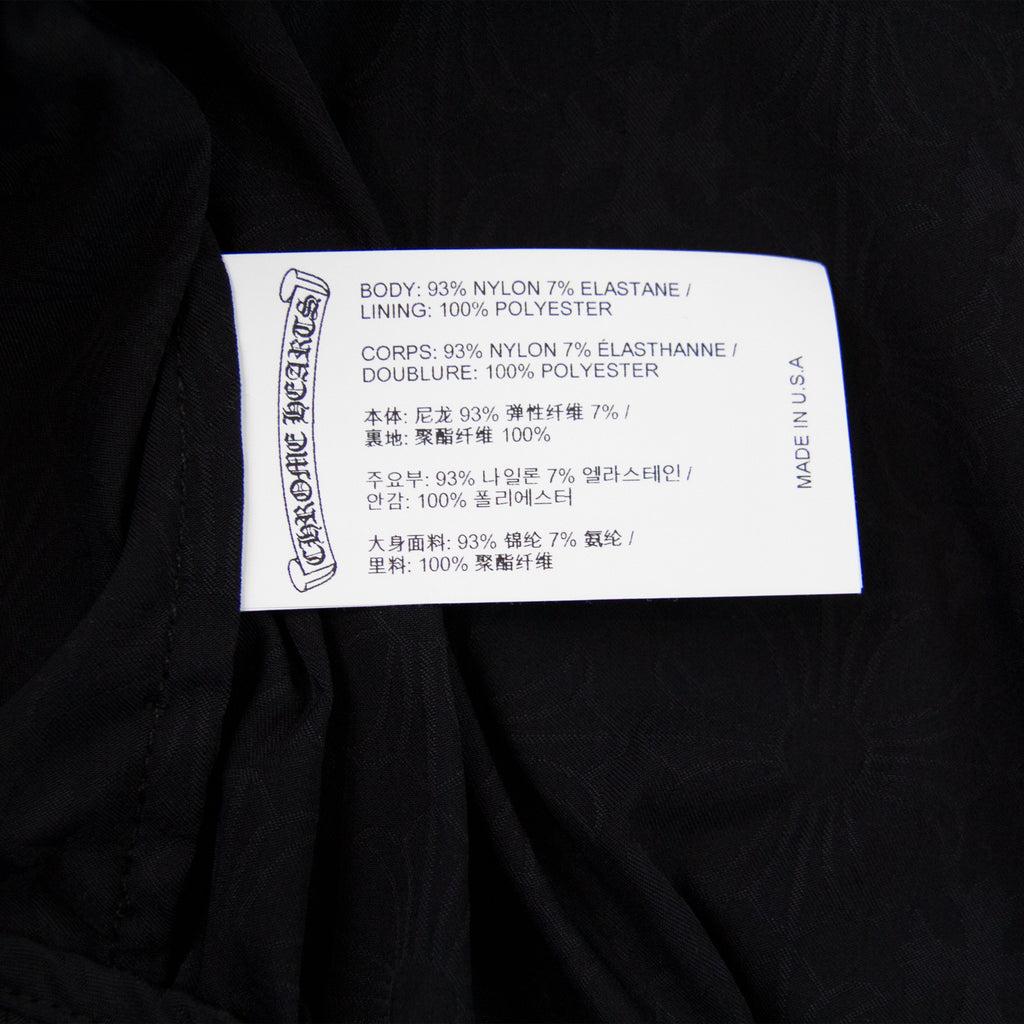 CHROME HEARTS
BODY: 93% NYLON 7% ELASTANE /
LINING: 100% POLYESTER
CORPS: 93% NYLON 7% ÉLASTHANNE /
DOUBLURE: 100% POLYESTER
本体: 尼龙 93% 弹性纤维 7% /
裏地: 聚酯纤维 100%
주요부: 93% 나일론 7% 엘라스테인 /
안감: 100% 폴리에스터
大身面料: 93% 锦纶 7% 氨纶 /
里料: 100% 聚酯纤维
MADE IN U.S.A